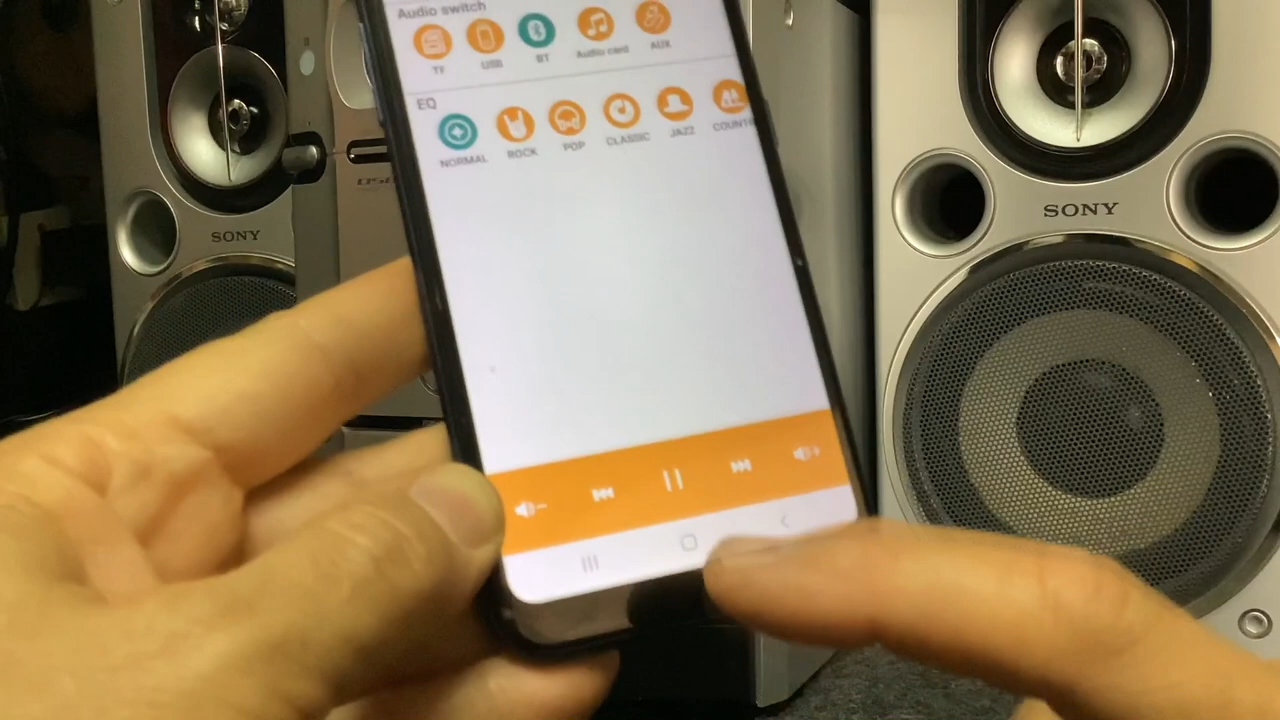 Audio switch
TF USB BT Audio card AUX
EQ
NORMAL ROCK POP CLASSIC JAZZ
SONY
SONY